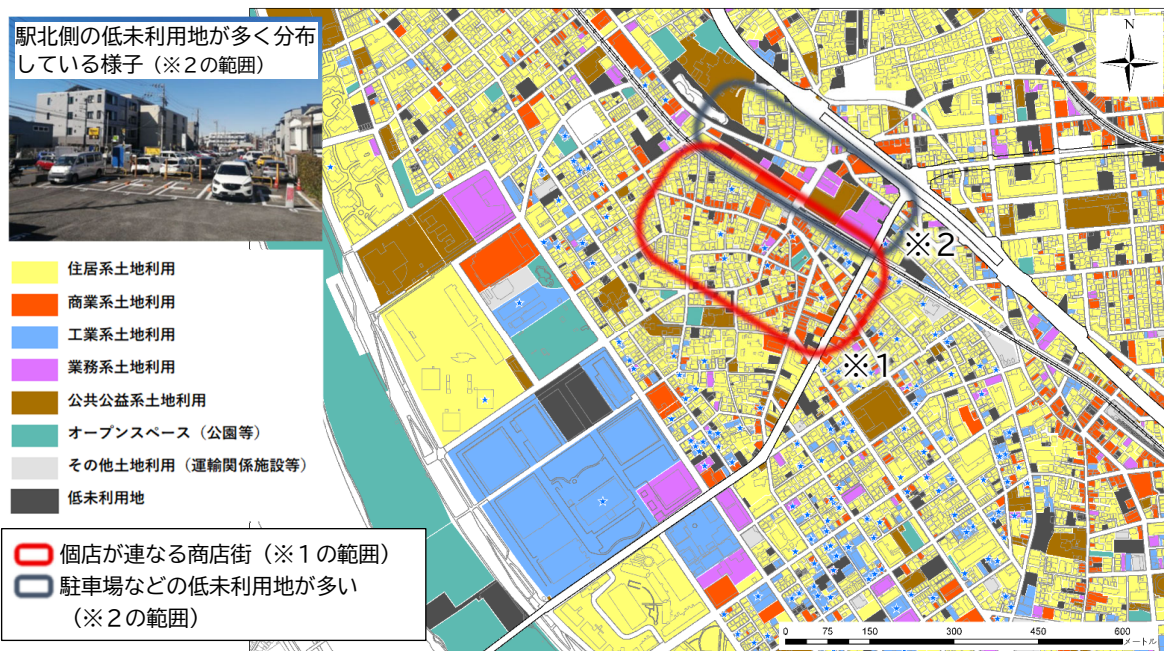 駅北側の低未利用地が多く分布
している様子（※２の範囲）
N
住居系土地利用
商業系土地利用
工業系土地利用
業務系土地利用
公共公益系土地利用
オープンスペース（公園等）
その他土地利用（運輸関係施設等）
低未利用地
※2
※1
個店が連なる商店街（※１の範囲）
駐車場などの低未利用地が多い
（※２の範囲）
0 75 150 300 450 600
メートル